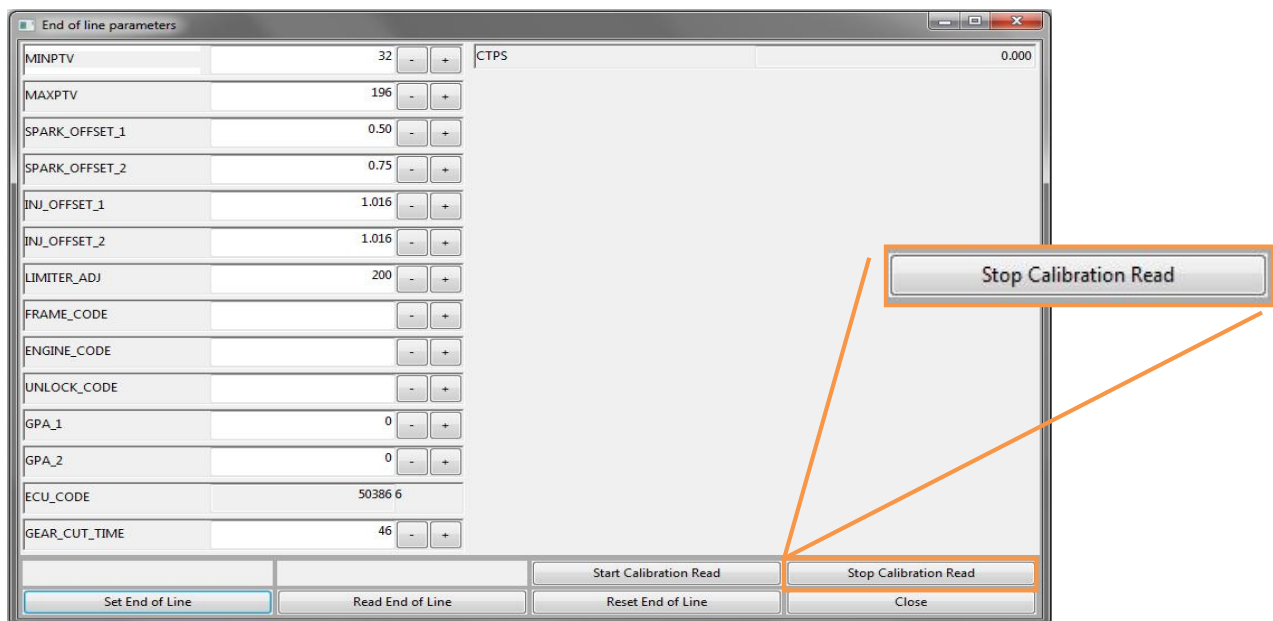 End of line parameters
MINPTV 32 - + CTPS 0.000
MAXPTV 196 - +
SPARK_OFFSET_1 0.50 - +
SPARK_OFFSET_2 0.75 - +
INJ_OFFSET_1 1.016 - +
INJ_OFFSET_2 1.016 - +
Stop Calibration Read
LIMITER_ADJ 200 - +
FRAME_CODE - +
ENGINE_CODE - +
UNLOCK_CODE - +
GPA_1 0 - +
GPA_2 0 - +
ECU_CODE 50386 6
GEAR_CUT_TIME 46 - +
Start Calibration Read Stop Calibration Read
Set End of Line Read End of Line Reset End of Line Close